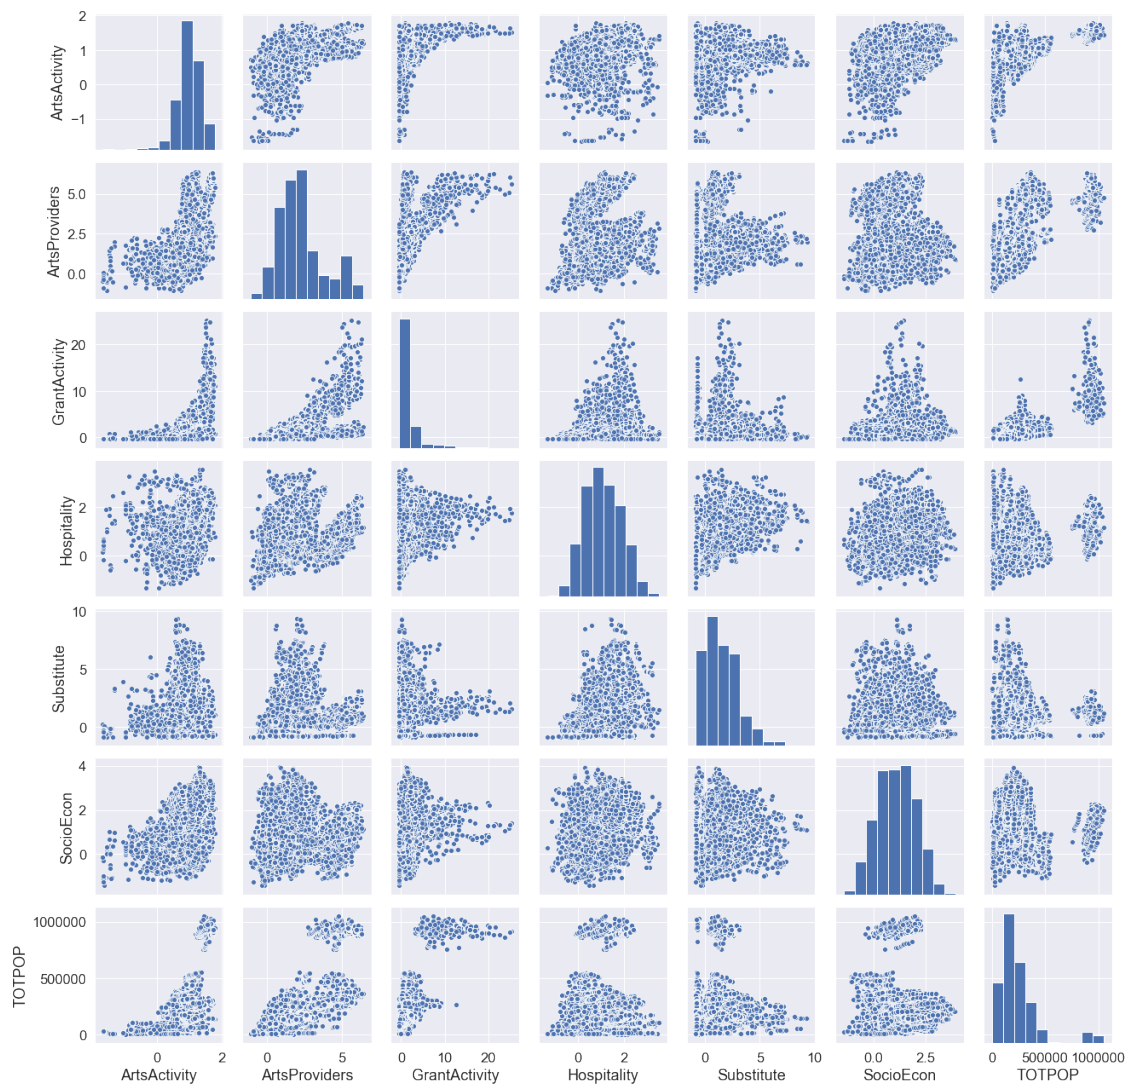 2
1
0
−1
ArtsActivity
5.0
2.5
0.0
ArtsProviders
20
10
0
GrantActivity
2
0
Hospitality
10
5
0
Substitute
4
2
0
SocioEcon
1000000
500000
0
TOTPOP
0 2 0 5 0 10 20 0 2 0 5 10 0.0 2.5 0 500000 1000000
ArtsActivity ArtsProviders GrantActivity Hospitality Substitute SocioEcon TOTPOP